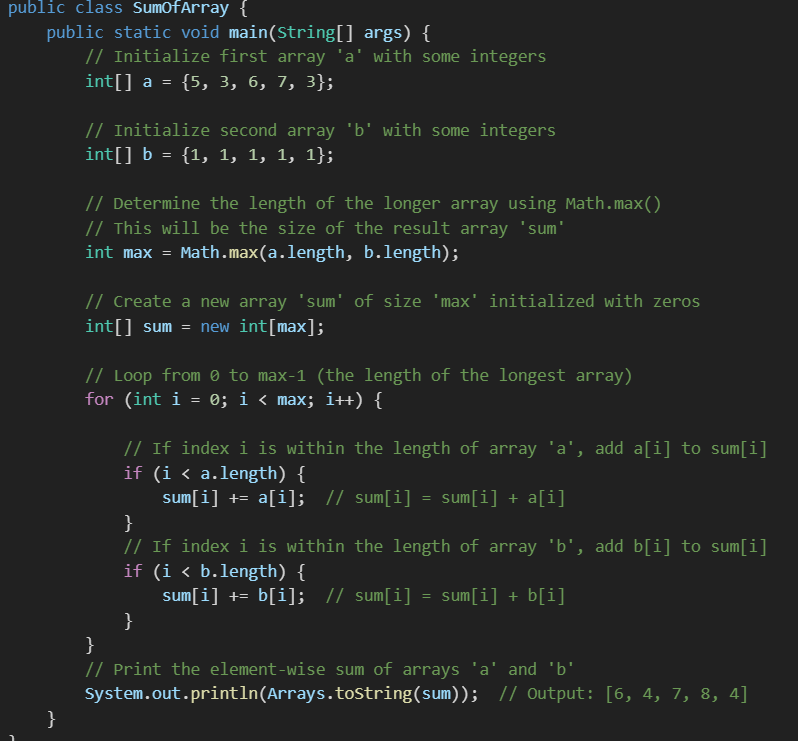 public class SumOfArray {
    public static void main(String[] args) {
        // Initialize first array 'a' with some integers
        int[] a = {5, 3, 6, 7, 3};

        // Initialize second array 'b' with some integers
        int[] b = {1, 1, 1, 1, 1};

        // Determine the length of the longer array using Math.max()
        // This will be the size of the result array 'sum'
        int max = Math.max(a.length, b.length);

        // Create a new array 'sum' of size 'max' initialized with zeros
        int[] sum = new int[max];

        // Loop from 0 to max-1 (the length of the longest array)
        for (int i = 0; i < max; i++) {

            // If index i is within the length of array 'a', add a[i] to sum[i]
            if (i < a.length) {
                sum[i] += a[i];  // sum[i] = sum[i] + a[i]
            }
            // If index i is within the length of array 'b', add b[i] to sum[i]
            if (i < b.length) {
                sum[i] += b[i];  // sum[i] = sum[i] + b[i]
            }
        }
        // Print the element-wise sum of arrays 'a' and 'b'
        System.out.println(Arrays.toString(sum));  // Output: [6, 4, 7, 8, 4]
    }
}